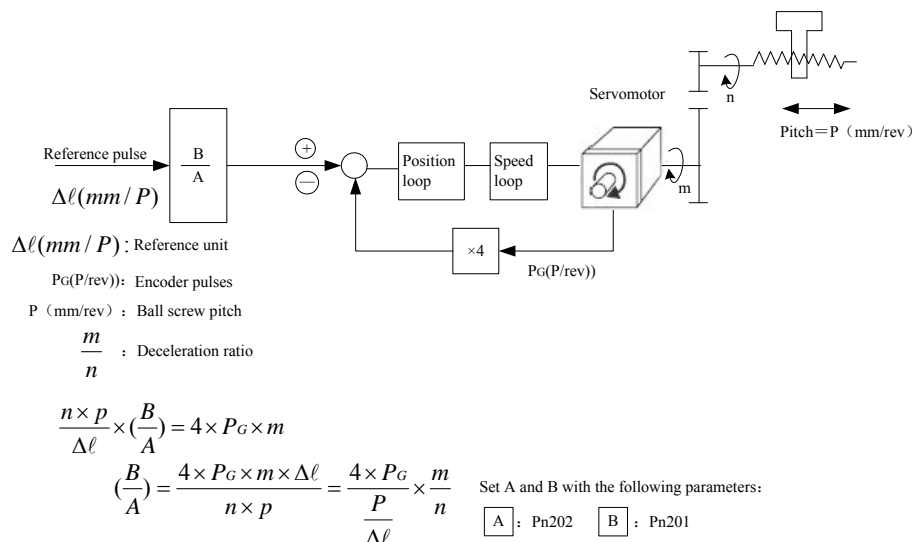 Servomotor
n
Pitch＝P（mm/rev）
Reference pulse
B
A
＋
—
Position
loop
Speed
loop
m
Δℓ(mm / P)
×4
PG(P/rev))
Δℓ(mm / P)：Reference unit
PG(P/rev))：Encoder pulses
P（mm/rev）：Ball screw pitch
m/n ：Deceleration ratio
n × p / Δℓ × (B/A) = 4 × PG × m
(B/A) = 4 × PG × m × Δℓ / n × p = 4 × PG / P/Δℓ × m/n
Set A and B with the following parameters：
A：Pn202 B：Pn201